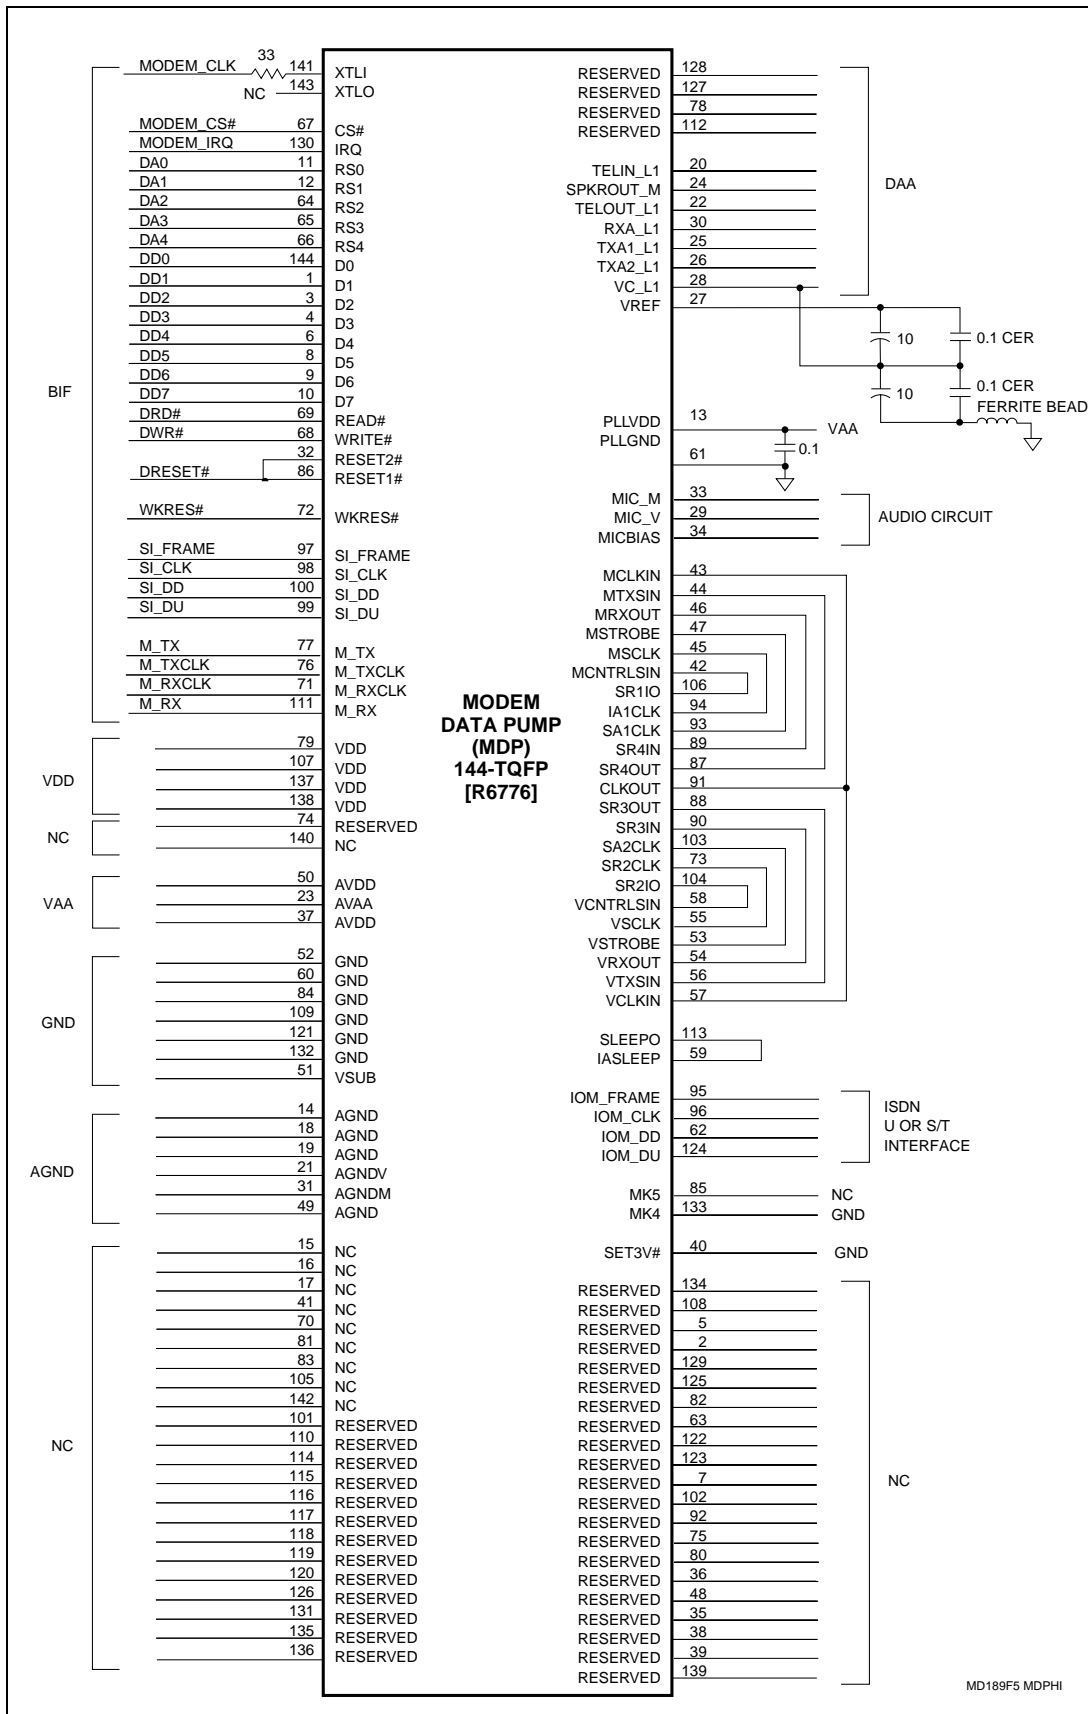 33
MODEM_CLK 141 XTLI
NC 143 XTLO
MODEM_CS# 67 CS#
MODEM_IRQ 130 IRQ
DA0 11 RS0
DA1 12 RS1
DA2 64 RS2
DA3 65 RS3
DA4 66 RS4
DD0 144 D0
DD1 1 D1
DD2 3 D2
DD3 4 D3
DD4 6 D4
DD5 8 D5
DD6 9 D6
DD7 10 D7
DRD# 69 READ#
DWR# 68 WRITE#
32 RESET2#
DRESET# 86 RESET1#
WKRES# 72 WKRES#
SI_FRAME 97 SI_FRAME
SI_CLK 98 SI_CLK
SI_DD 100 SI_DD
SI_DU 99 SI_DU
M_TX 77 M_TX
M_TXCLK 76 M_TXCLK
M_RXCLK 71 M_RXCLK
M_RX 111 M_RX
BIF
79 VDD
107 VDD
137 VDD
138 VDD
VDD
74 RESERVED
140 NC
NC
50 AVDD
23 AVAA
37 AVDD
VAA
52 GND
60 GND
84 GND
109 GND
121 GND
132 GND
51 VSUB
GND
14 AGND
18 AGND
19 AGND
21 AGNDV
31 AGNDM
49 AGND
AGND
15 NC
16 NC
17 NC
41 NC
70 NC
81 NC
83 NC
105 NC
142 NC
101 RESERVED
110 RESERVED
114 RESERVED
115 RESERVED
116 RESERVED
117 RESERVED
118 RESERVED
119 RESERVED
120 RESERVED
126 RESERVED
131 RESERVED
135 RESERVED
136 RESERVED
NC
MODEM
DATA PUMP
(MDP)
144-TQFP
[R6776]
RESERVED 128
RESERVED 127
RESERVED 78
RESERVED 112
TELIN_L1 20
SPKROUT_M 24
TELOUT_L1 22
RXA_L1 30
TXA1_L1 25
TXA2_L1 26
VC_L1 28
DAA
VREF 27
10 0.1 CER
10 0.1 CER
FERRITE BEAD
PLLVDD 13 VAA
PLLGND 61
0.1
MIC_M 33
MIC_V 29
MICBIAS 34
AUDIO CIRCUIT
MCLKIN 43
MTXSIN 44
MRXOUT 46
MSTROBE 47
MSCLK 45
MCNTRLSIN 42
SR1IO 106
IA1CLK 94
SA1CLK 93
SR4IN 89
SR4OUT 87
CLKOUT 91
SR3OUT 88
SR3IN 90
SA2CLK 103
SR2CLK 73
SR2IO 104
VCNTRLSIN 58
VSCLK 55
VSTROBE 53
VRXOUT 54
VTXSIN 56
VCLKIN 57
SLEEPO 113
IASLEEP 59
IOM_FRAME 95
IOM_CLK 96
IOM_DD 62
IOM_DU 124
ISDN
U OR S/T
INTERFACE
MK5 85 NC
MK4 133 GND
SET3V# 40 GND
RESERVED 134
RESERVED 108
RESERVED 5
RESERVED 2
RESERVED 129
RESERVED 125
RESERVED 82
RESERVED 63
RESERVED 122
RESERVED 123
RESERVED 7
RESERVED 102
RESERVED 92
RESERVED 75
RESERVED 80
RESERVED 36
RESERVED 48
RESERVED 35
RESERVED 38
RESERVED 39
RESERVED 139
NC
MD189F5 MDPHI